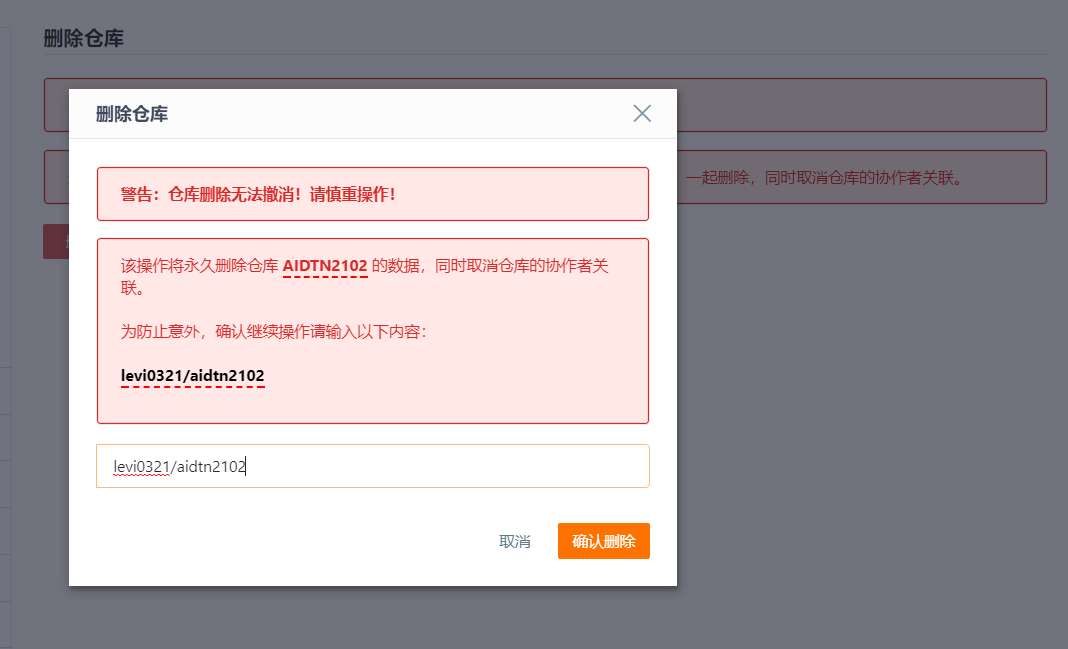 删除仓库
删除仓库
警告：仓库删除无法撤消！请慎重操作！
一起删除，同时取消仓库的协作者关联。
该操作将永久删除仓库 AIDTN2102 的数据，同时取消仓库的协作者关
联。
为防止意外，确认继续操作请输入以下内容：
levi0321/aidtn2102
levi0321/aidtn2102
取消
确认删除